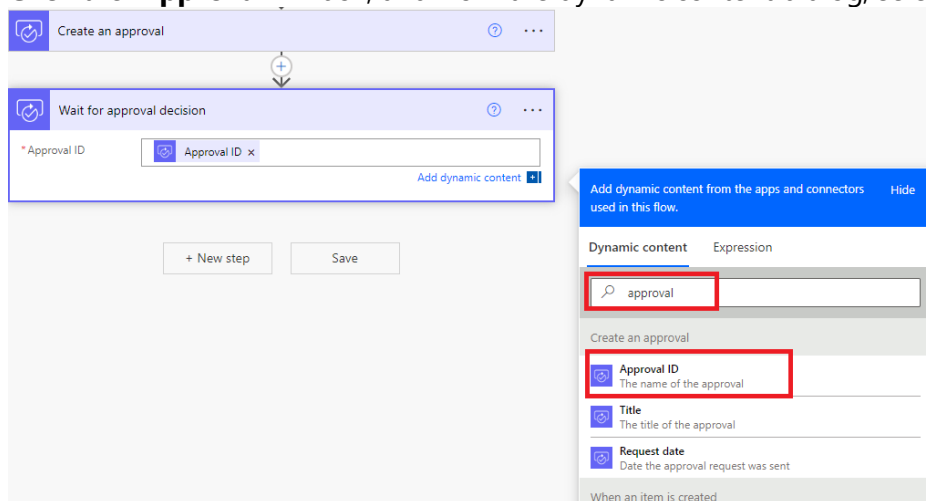 Create an approval
Wait for approval decision
* Approval ID
Approval ID ×
Add dynamic content
+ New step
Save
Add dynamic content from the apps and connectors
used in this flow.
Hide
Dynamic content
Expression
approval
Create an approval
Approval ID
The name of the approval
Title
The title of the approval
Request date
Date the approval request was sent
When an item is created